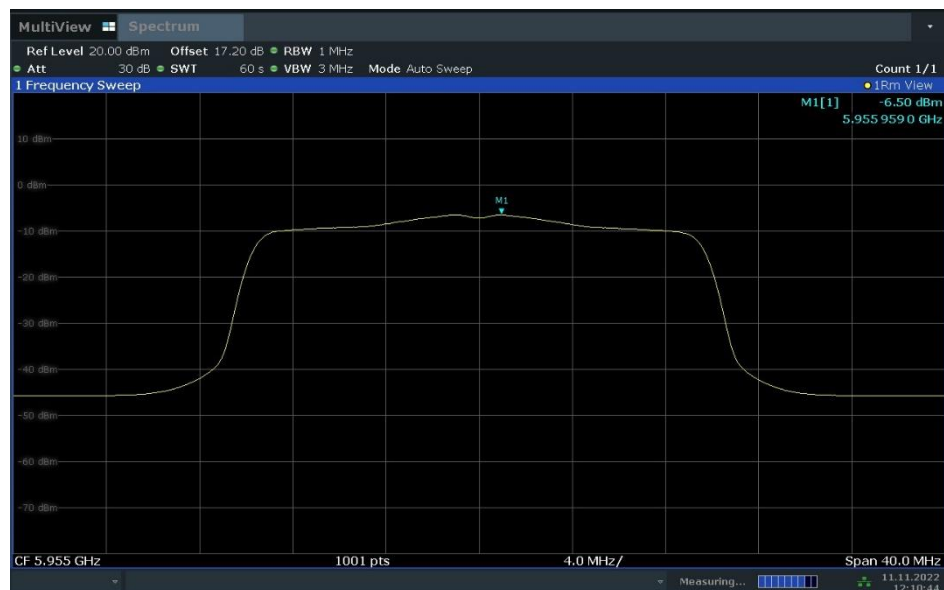 MultiView Spectrum
Ref Level 20.00 dBm Offset 17.20 dB RBW 1 MHz
Att 30 dB SWT 60 s VBW 3 MHz Mode Auto Sweep Count 1/1
1 Frequency Sweep 1Rm View
M1[1] -6.50 dBm
5.955 959 0 GHz
10 dBm
0 dBm
M1
-10 dBm
-20 dBm
-30 dBm
-40 dBm
-50 dBm
-60 dBm
-70 dBm
CF 5.955 GHz 1001 pts 4.0 MHz/ Span 40.0 MHz
Measuring... 11.11.2022
12:10:44